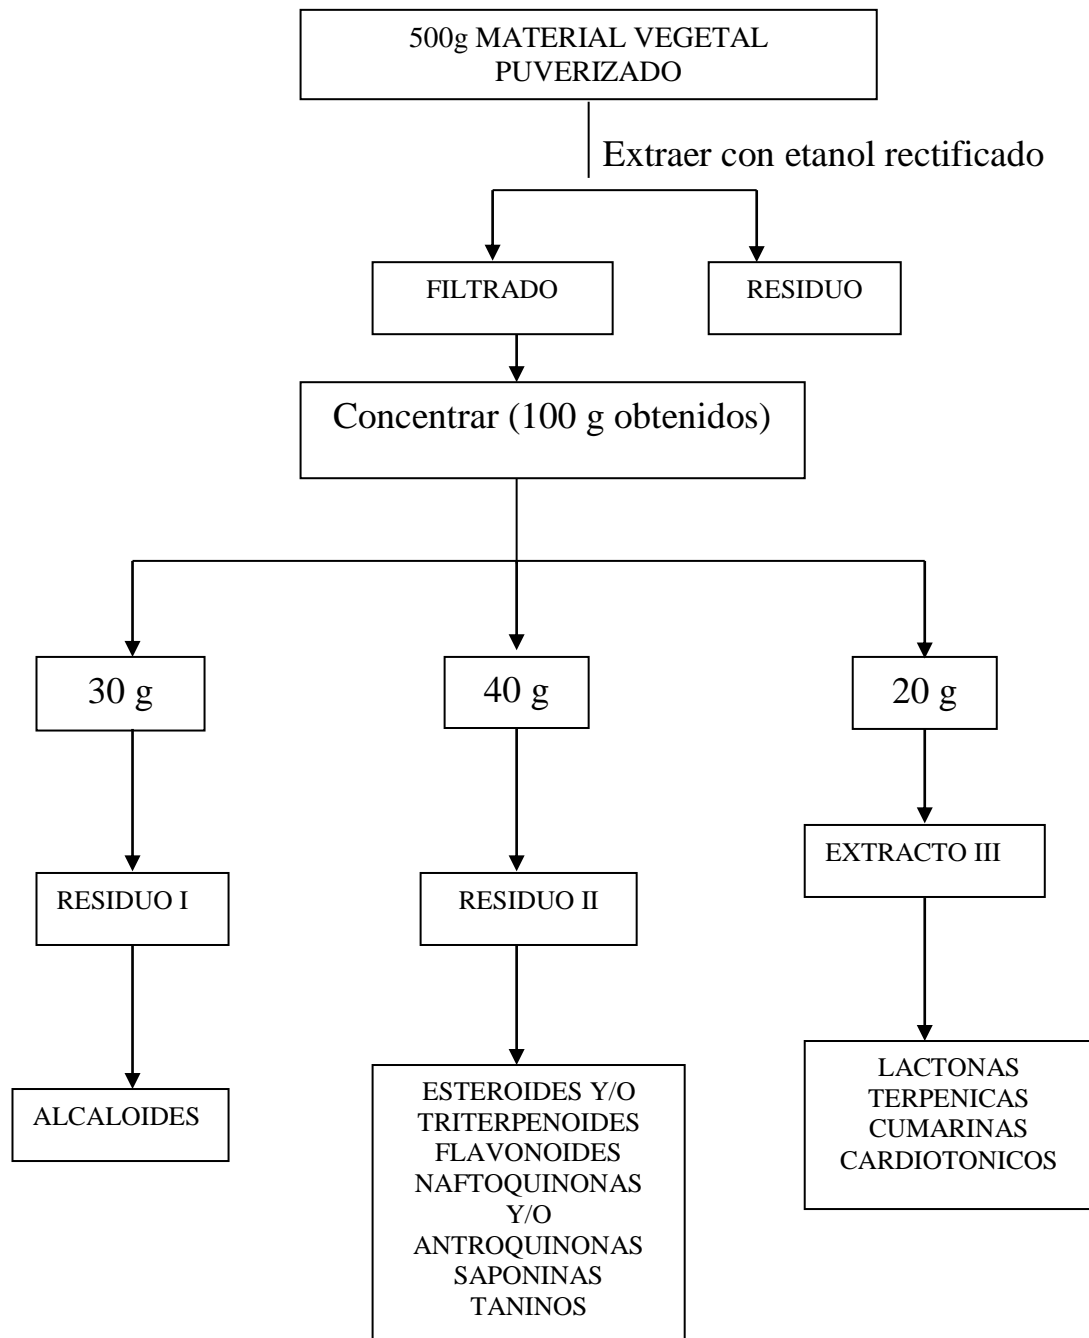 500g MATERIAL VEGETAL
PUVERIZADO
Extraer con etanol rectificado
FILTRADO
RESIDUO
Concentrar (100 g obtenidos)
30 g
40 g
20 g
EXTRACTO III
RESIDUO I
RESIDUO II
ALCALOIDES
ESTEROIDES Y/O
TRITERPENOIDES
FLAVONOIDES
NAFTOQUINONAS
Y/O
ANTROQUINONAS
SAPONINAS
TANINOS
LACTONAS
TERPENICAS
CUMARINAS
CARDIOTONICOS